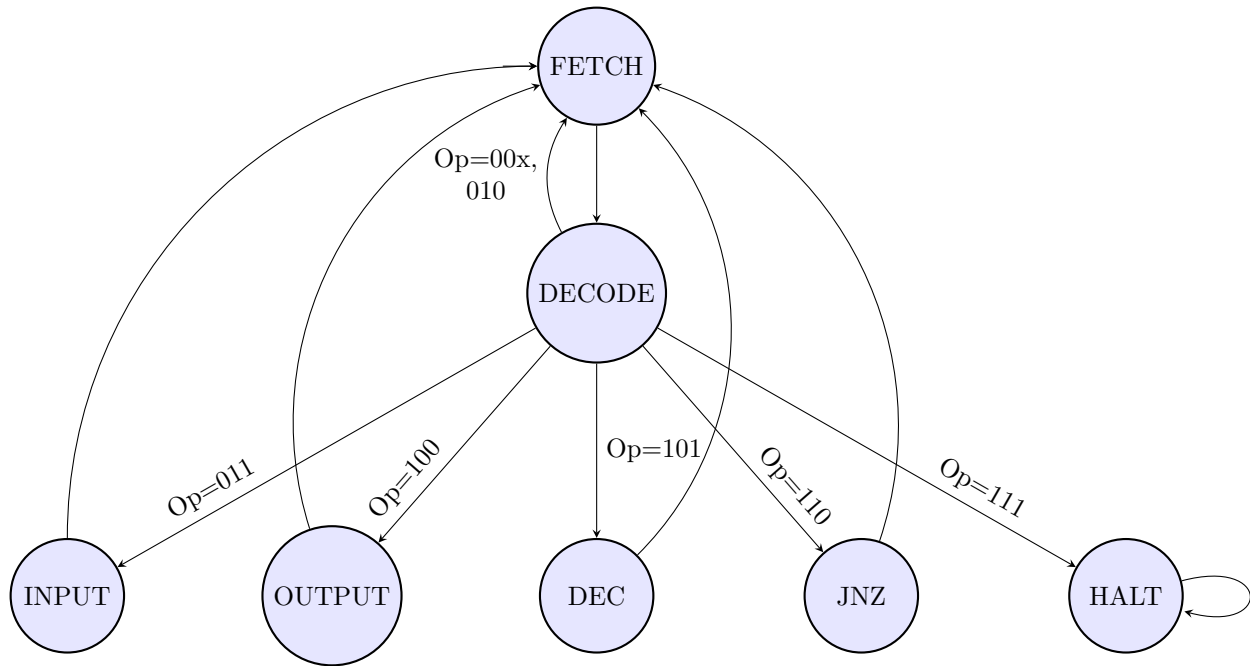 FETCH
Op=00x,
010
DECODE
Op=011
Op=100
Op=101
Op=110
Op=111
INPUT
OUTPUT
DEC
JNZ
HALT